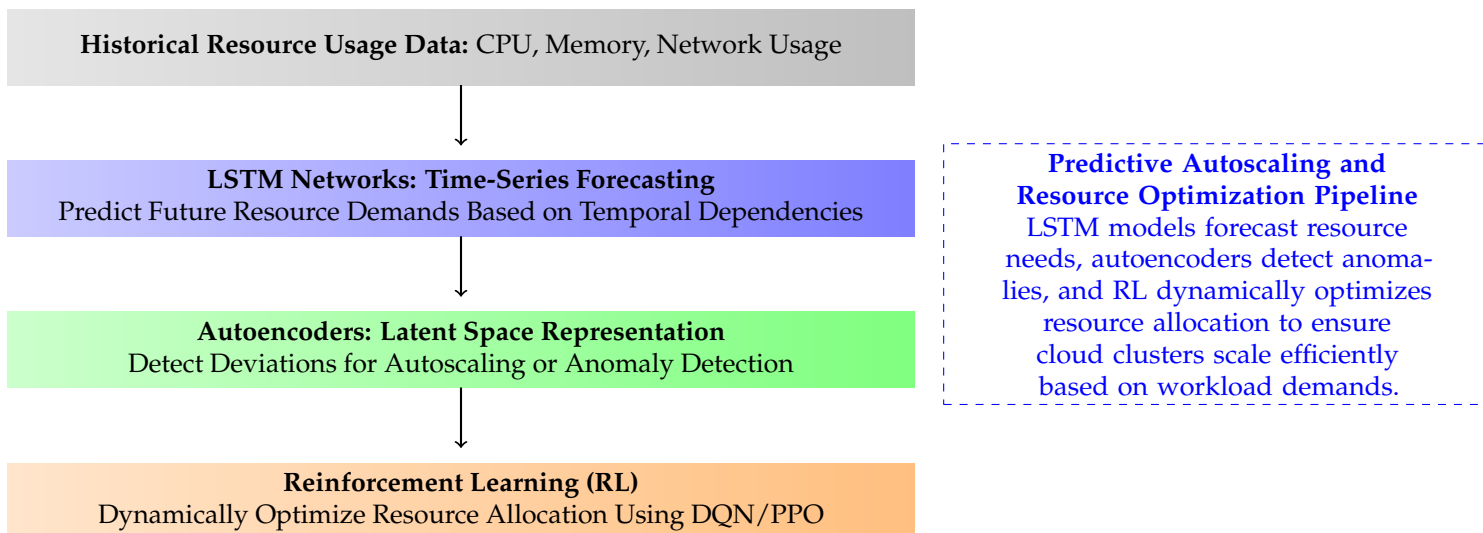 Historical Resource Usage Data: CPU, Memory, Network Usage
LSTM Networks: Time-Series Forecasting
Predict Future Resource Demands Based on Temporal Dependencies
Autoencoders: Latent Space Representation
Detect Deviations for Autoscaling or Anomaly Detection
Reinforcement Learning (RL)
Dynamically Optimize Resource Allocation Using DQN/PPO
Predictive Autoscaling and
Resource Optimization Pipeline
LSTM models forecast resource
needs, autoencoders detect anoma-
lies, and RL dynamically optimizes
resource allocation to ensure
cloud clusters scale efficiently
based on workload demands.